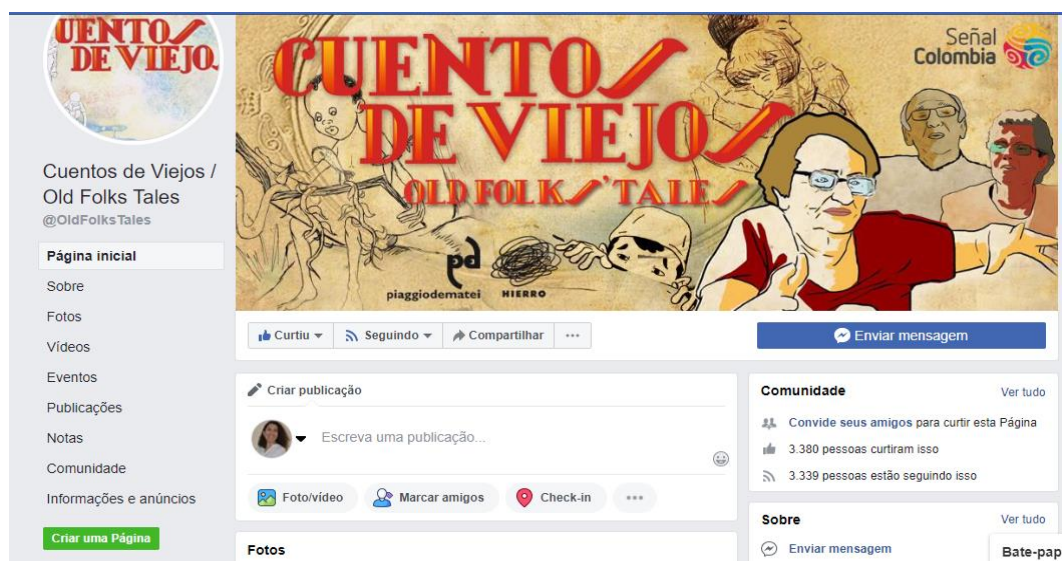 UENTOS
DE VIEJO
CUENTOS
DE VIEJOS
OLD FOLKS' TALES
Señal
Colombia
pd
piaggiodematei
HIERRO
Cuentos de Viejos /
Old Folks Tales
@OldFolksTales
Página inicial
Sobre
Fotos
Vídeos
Eventos
Publicações
Notas
Comunidade
Informações e anúncios
Criar uma Página
Curtiu
Seguindo
Compartilhar
Enviar mensagem
Criar publicação
Escreva uma publicação...
Foto/vídeo
Marcar amigos
Check-in
Fotos
Comunidade
Ver tudo
Convide seus amigos para curtir esta Página
3.380 pessoas curtiram isso
3.339 pessoas estão seguindo isso
Sobre
Ver tudo
Enviar mensagem
Bate-pap